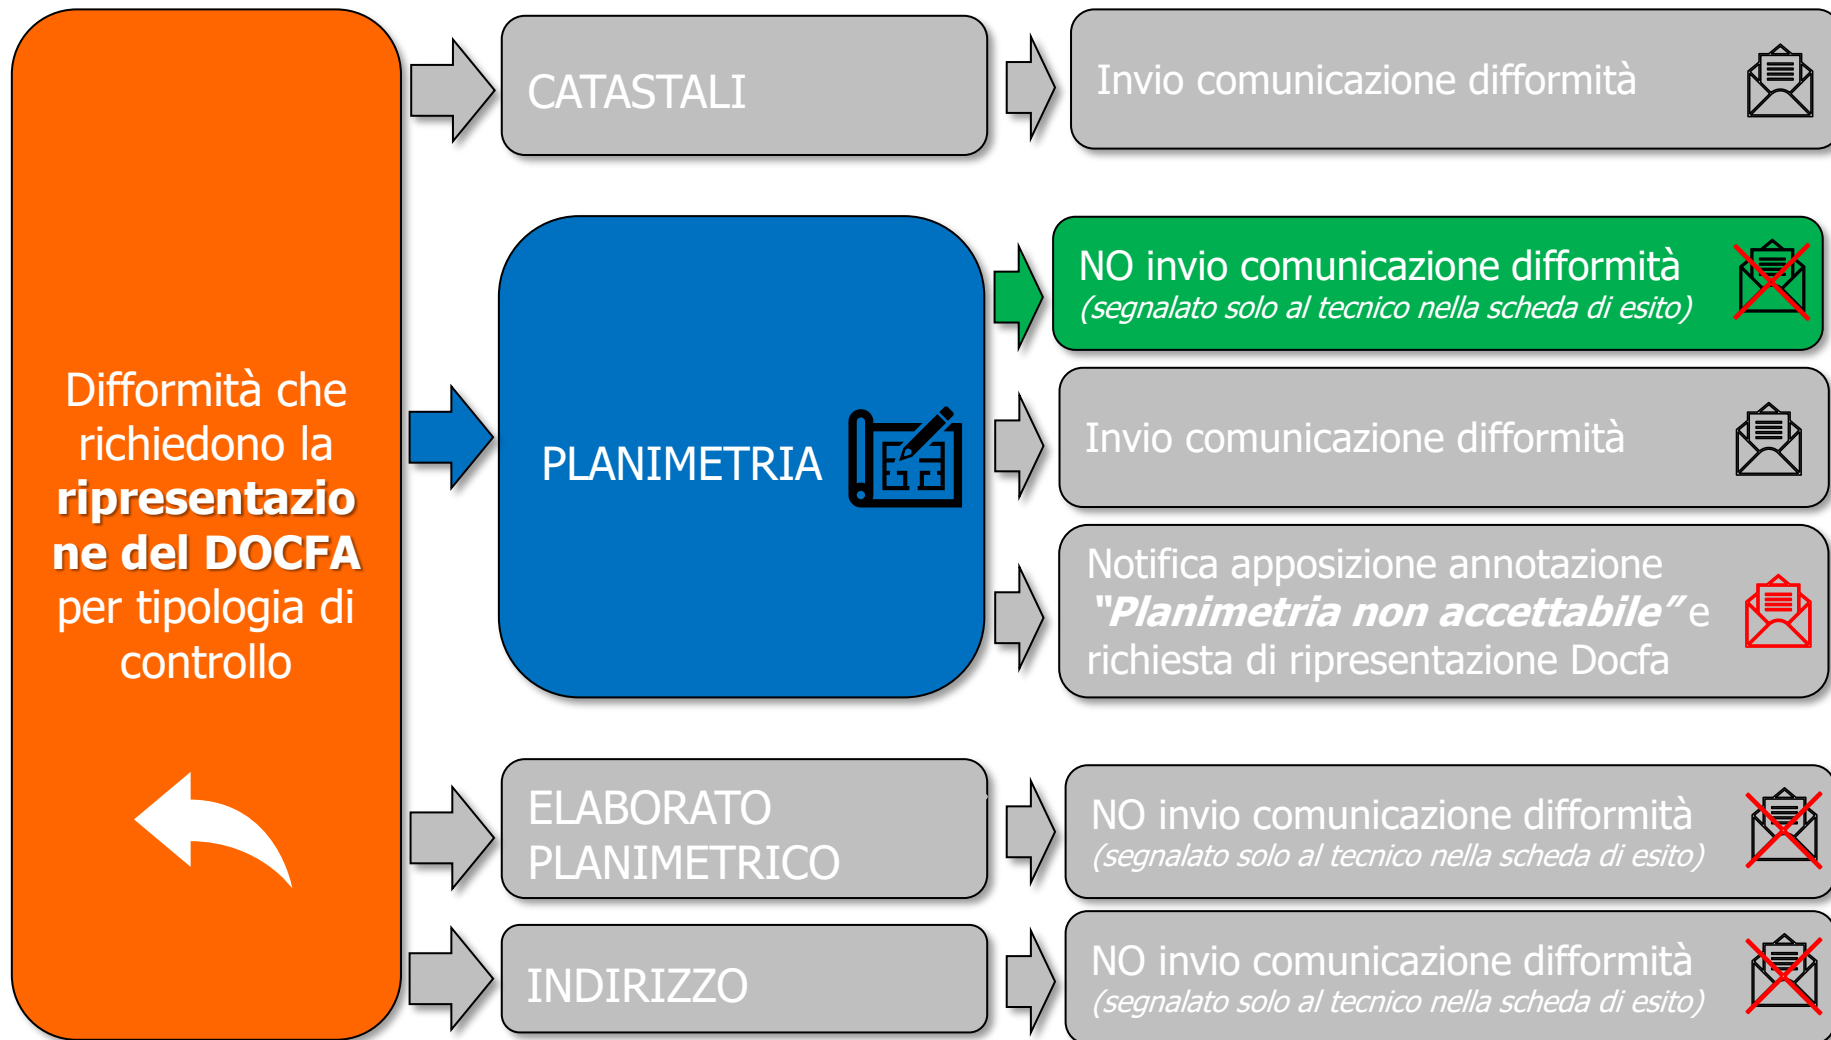 Difformità che
richiedono la
ripresentazio
ne del DOCFA
per tipologia di
controllo
CATASTALI
Invio comunicazione difformità
PLANIMETRIA
NO invio comunicazione difformità
(segnalato solo al tecnico nella scheda di esito)
Invio comunicazione difformità
Notifica apposizione annotazione
"Planimetria non accettabile" e
richiesta di ripresentazione Docfa
ELABORATO
PLANIMETRICO
NO invio comunicazione difformità
(segnalato solo al tecnico nella scheda di esito)
INDIRIZZO
NO invio comunicazione difformità
(segnalato solo al tecnico nella scheda di esito)